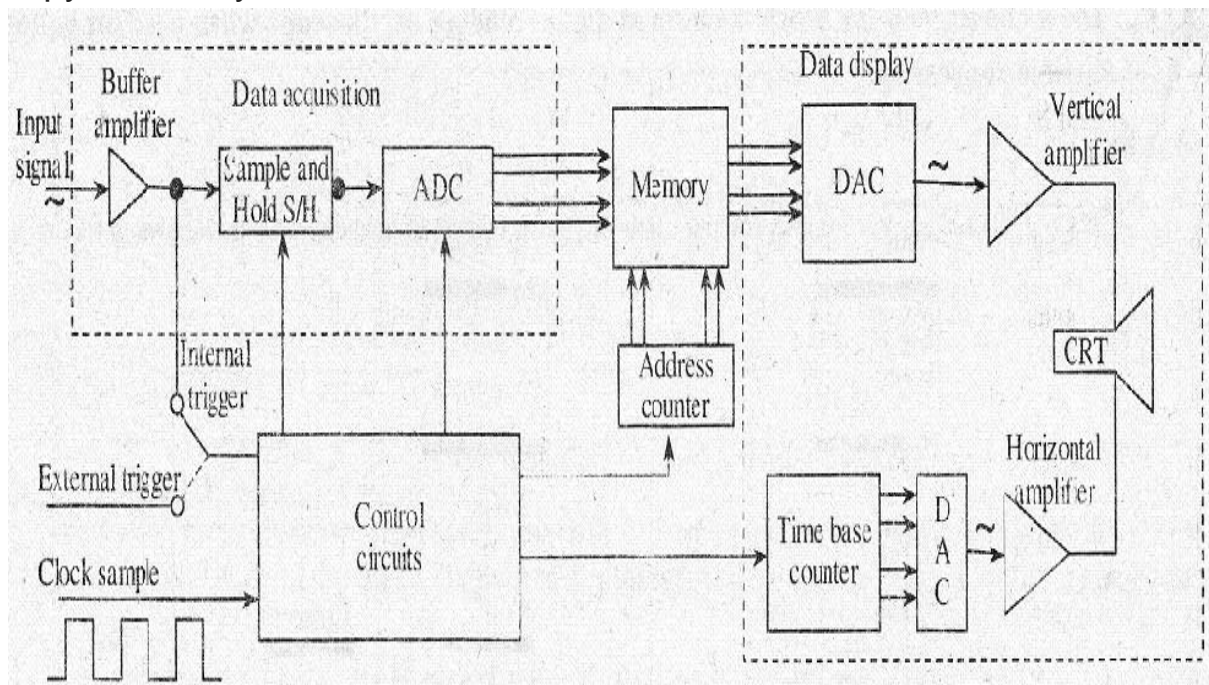 Data display
Buffer
amplifier
Data acquisition
Vertical
amplifier
Input
signal
~
Sample and
Hold S/H
ADC
Memory
DAC
~
Internal
trigger
Address
counter
CRT
External trigger
Horizontal
amplifier
Control
circuits
Time base
counter
D
A
C
~
Clock sample